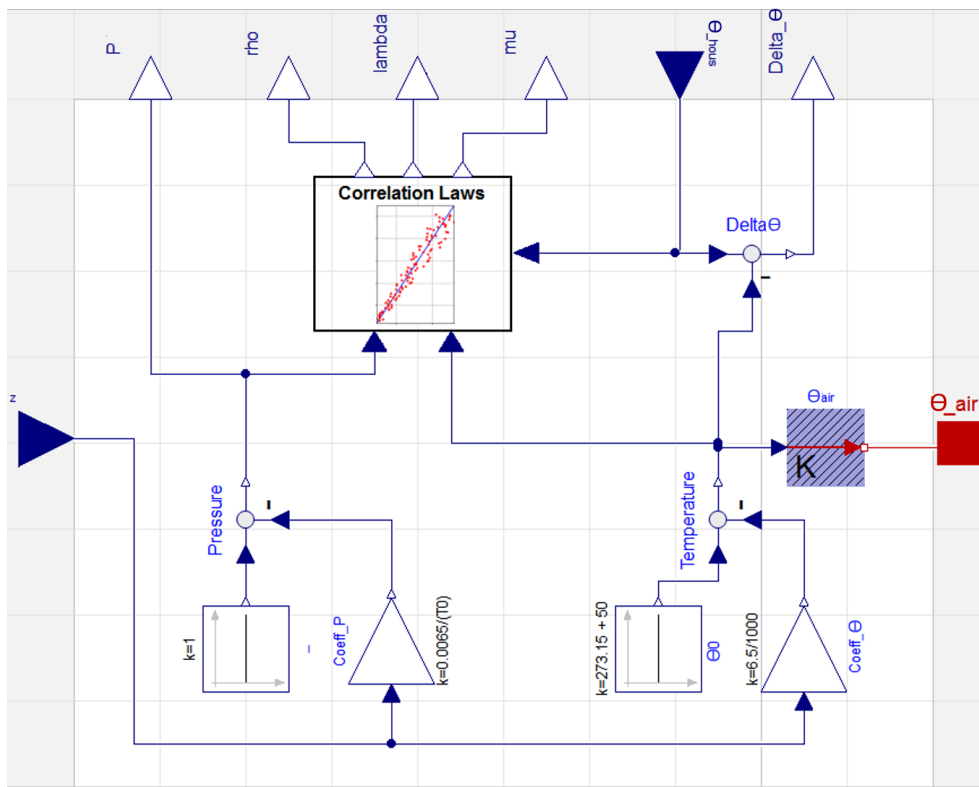 P
rho
lambda
mu
Θ_hous
Delta_Θ
Correlation Laws
DeltaΘ
-
z
Θair
Θ_air
K
Pressure
-
Temperature
-
k=1
-
Coeff_P
k=0.0065/(T0)
k=273.15 + 50
Θ0
k=6.5/1000
Coeff_Θ